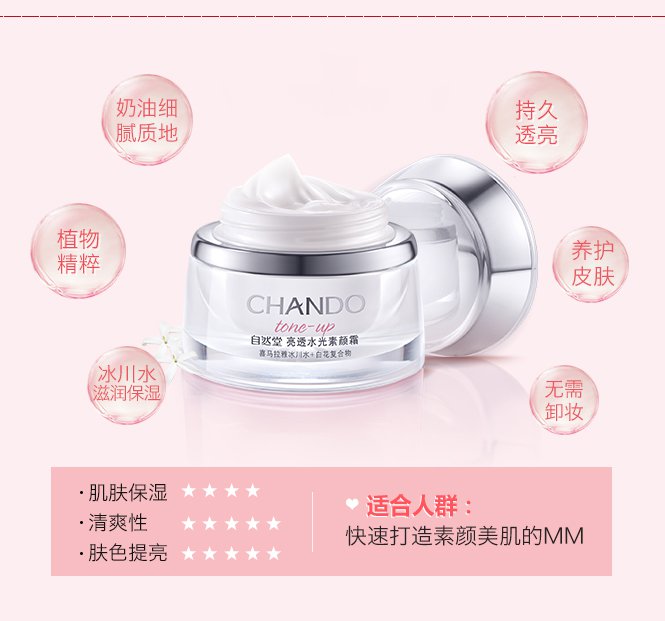 奶油细
腻质地
持久
透亮
植物
精粹
养护
皮肤
冰川水
滋润保湿
无需
卸妆
CHANDO
tone-up
自然堂 亮透水光素颜霜
喜马拉雅冰川水+白花复合物
·肌肤保湿 ★★★★
·清爽性 ★★★★★
·肤色提亮 ★★★★★
❤ 适合人群：
快速打造素颜美肌的MM